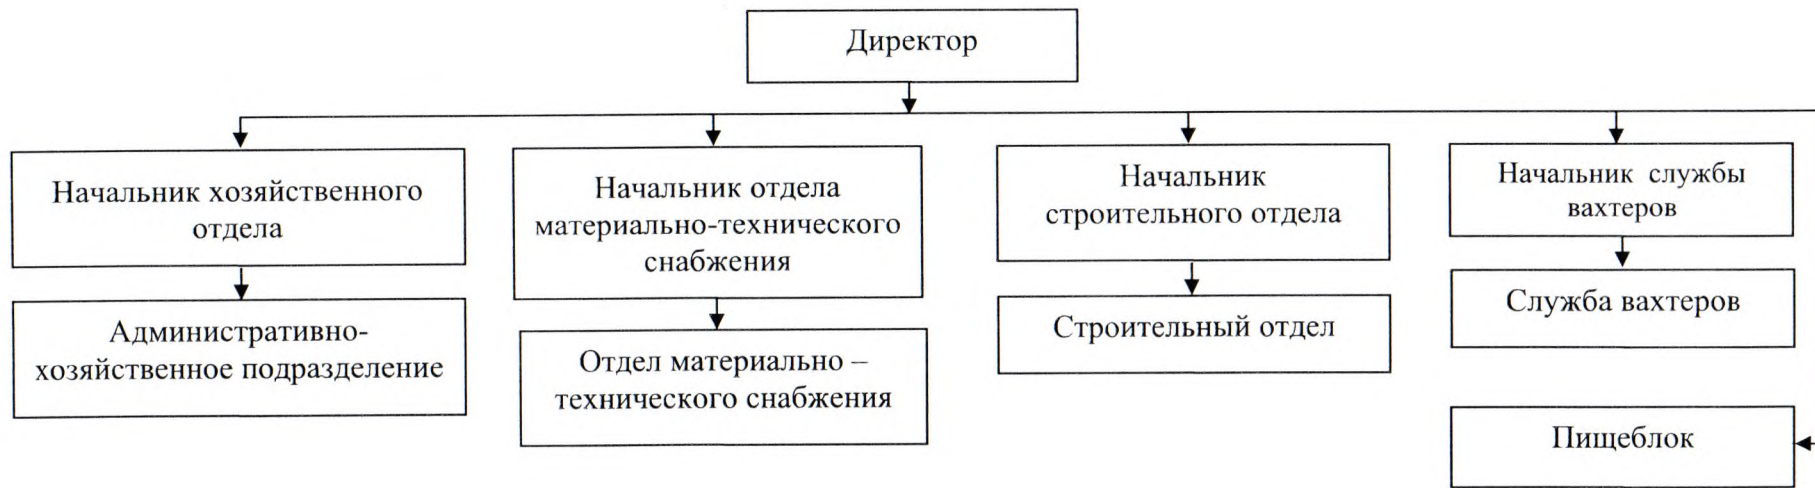 Директор
Начальник хозяйственного
отдела
Начальник отдела
материально-технического
снабжения
Начальник
строительного отдела
Начальник службы
вахтеров
Административно-
хозяйственное подразделение
Отдел материально –
технического снабжения
Строительный отдел
Служба вахтеров
Пищеблок